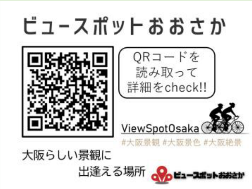 ビュースポットおおさか
QRコードを
読み取って
詳細をcheck!!
ViewSpotOsaka
#大阪景観 #大阪景色 #大阪絶景
大阪らしい景観に
出逢える場所
ビュースポットおおさか